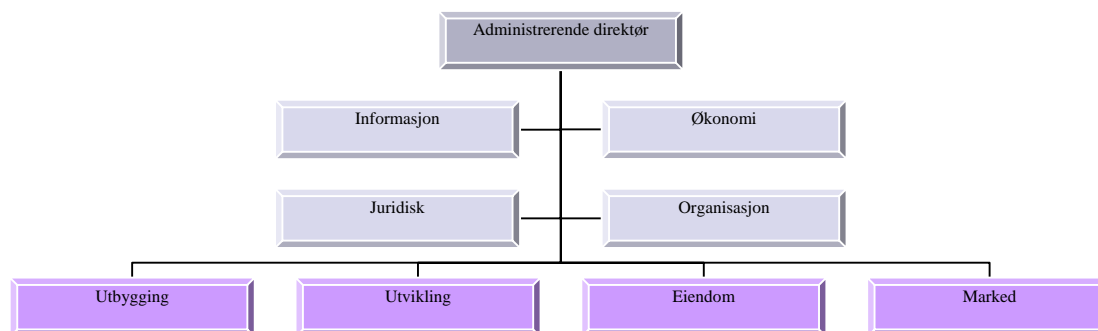 Administrerende direktør
Informasjon
Økonomi
Juridisk
Organisasjon
Utbygging
Utvikling
Eiendom
Marked